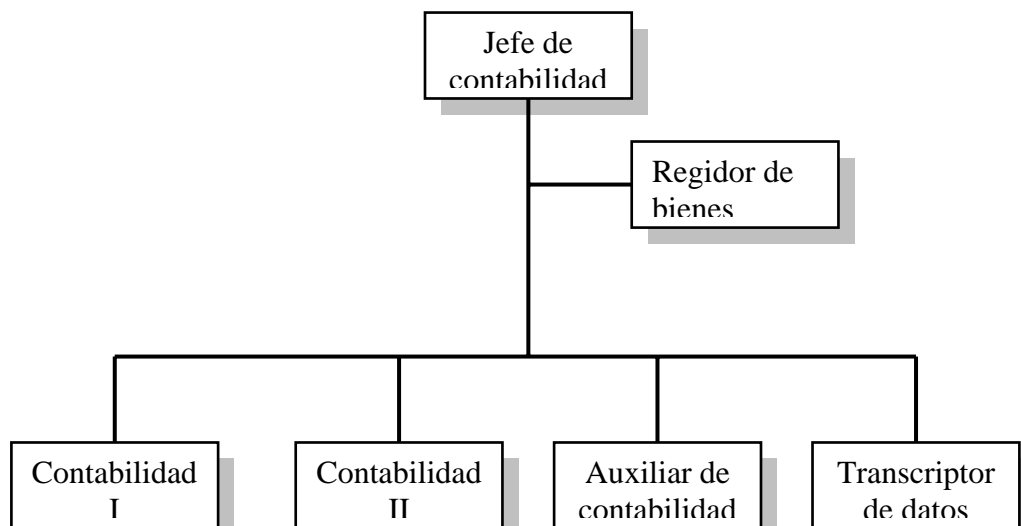 Jefe de
contabilidad
Regidor de
bienes
Contabilidad
I
Contabilidad
II
Auxiliar de
contabilidad
Transcriptor
de datos